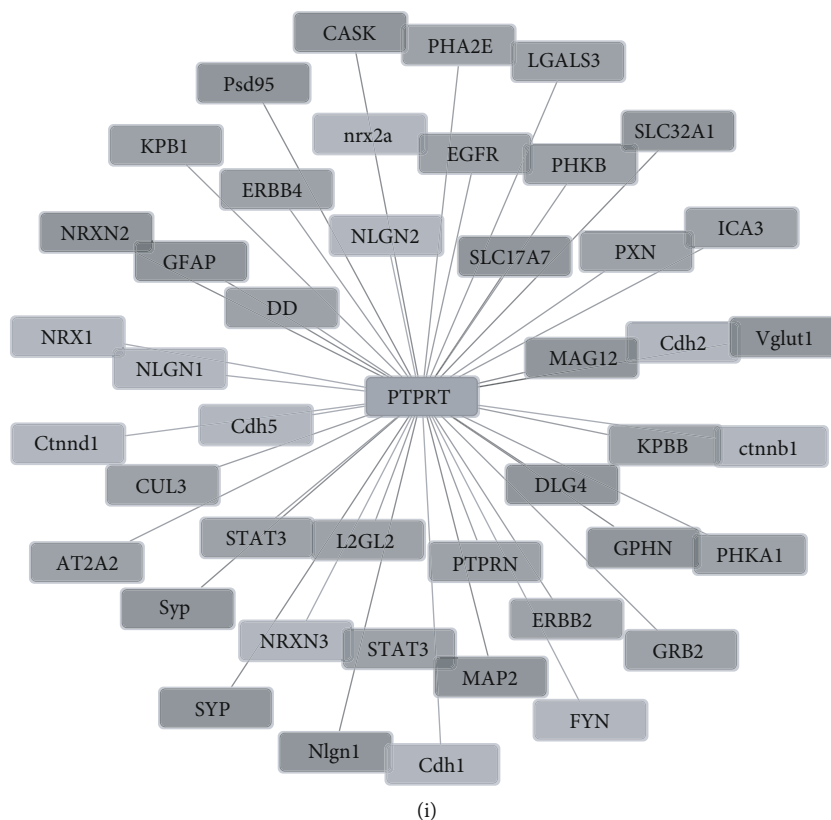 CASK
PHA2E
LGALS3
Psd95
nrx2a
SLC32A1
KPB1
EGFR
PHKB
ERBB4
NRXN2
NLGN2
ICA3
GFAP
SLC17A7
PXN
DD
NRX1
Cdh2
Vglut1
NLGN1
MAG12
PTPRT
Ctnnd1
Cdh5
KPBB
ctnnb1
CUL3
DLG4
STAT3
L2GL2
GPHN
PHKA1
AT2A2
PTPRN
Syp
ERBB2
NRXN3
STAT3
GRB2
MAP2
SYP
FYN
Nlgn1
Cdh1
(i)